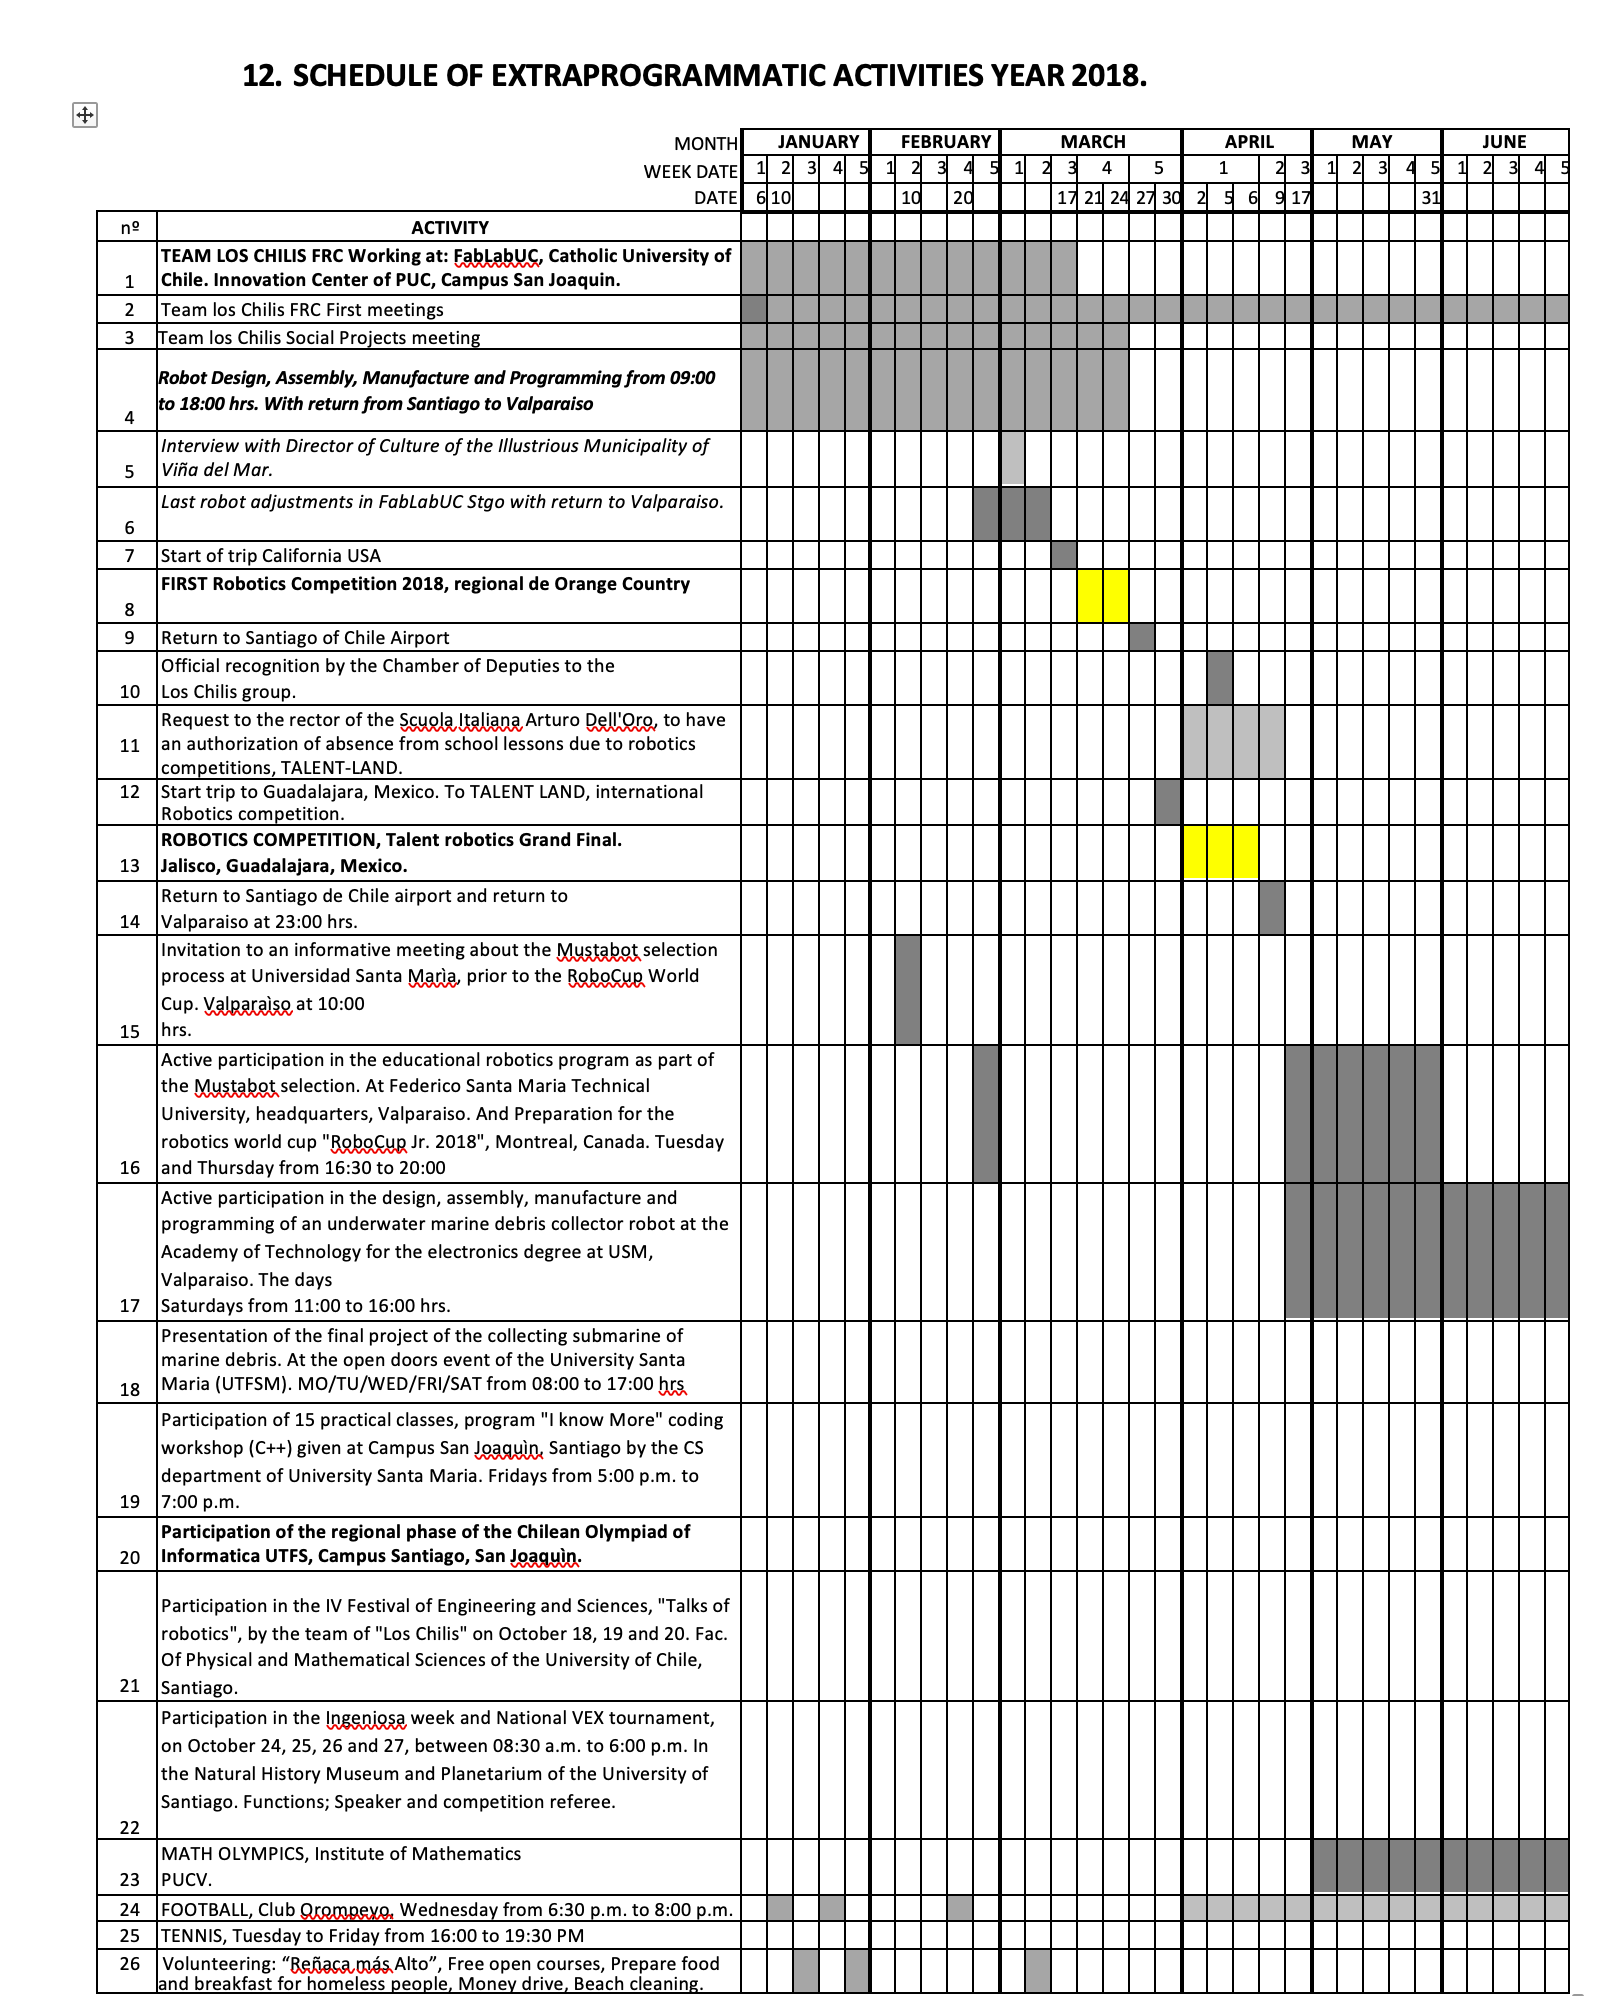 12. SCHEDULE OF EXTRAPROGRAMMATIC ACTIVITIES YEAR 2018.
MONTH JANUARY FEBRUARY MARCH APRIL MAY JUNE
WEEK DATE 1 2 3 4 5 1 2 3 4 5 1 2 3 4 5 1 2 3 1 2 3 4 5 1 2 3 4 5
DATE 6 10 10 20 17 21 24 27 30 2 5 6 9 17 31
nº ACTIVITY
TEAM LOS CHILIS FRC Working at: FabLabUC, Catholic University of
1 Chile. Innovation Center of PUC, Campus San Joaquin.
2 Team los Chilis FRC First meetings
3 Team los Chilis Social Projects meeting
Robot Design, Assembly, Manufacture and Programming from 09:00
to 18:00 hrs. With return from Santiago to Valparaiso
4
Interview with Director of Culture of the Illustrious Municipality of
5 Viña del Mar.
Last robot adjustments in FabLabUC Stgo with return to Valparaiso.
6
7 Start of trip California USA
FIRST Robotics Competition 2018, regional de Orange Country
8
9 Return to Santiago of Chile Airport
Official recognition by the Chamber of Deputies to the
10 Los Chilis group.
Request to the rector of the Scuola Italiana Arturo Dell'Oro, to have
11 an authorization of absence from school lessons due to robotics
competitions, TALENT-LAND.
12 Start trip to Guadalajara, Mexico. To TALENT LAND, international
Robotics competition.
ROBOTICS COMPETITION, Talent robotics Grand Final.
13 Jalisco, Guadalajara, Mexico.
Return to Santiago de Chile airport and return to
14 Valparaiso at 23:00 hrs.
Invitation to an informative meeting about the Mustabot selection
process at Universidad Santa Marìa, prior to the RoboCup World
Cup. Valparaìso at 10:00
15 hrs.
Active participation in the educational robotics program as part of
the Mustabot selection. At Federico Santa Maria Technical
University, headquarters, Valparaiso. And Preparation for the
robotics world cup "RoboCup Jr. 2018", Montreal, Canada. Tuesday
16 and Thursday from 16:30 to 20:00
Active participation in the design, assembly, manufacture and
programming of an underwater marine debris collector robot at the
Academy of Technology for the electronics degree at USM,
Valparaiso. The days
17 Saturdays from 11:00 to 16:00 hrs.
Presentation of the final project of the collecting submarine of
marine debris. At the open doors event of the University Santa
18 Maria (UTFSM). MO/TU/WED/FRI/SAT from 08:00 to 17:00 hrs
Participation of 15 practical classes, program "I know More" coding
workshop (C++) given at Campus San Joaquìn, Santiago by the CS
department of University Santa Maria. Fridays from 5:00 p.m. to
19 7:00 p.m.
Participation of the regional phase of the Chilean Olympiad of
20 Informatica UTFS, Campus Santiago, San Joaquìn.
Participation in the IV Festival of Engineering and Sciences, "Talks of
robotics", by the team of "Los Chilis" on October 18, 19 and 20. Fac.
Of Physical and Mathematical Sciences of the University of Chile,
21 Santiago.
Participation in the Ingeniosa week and National VEX tournament,
on October 24, 25, 26 and 27, between 08:30 a.m. to 6:00 p.m. In
the Natural History Museum and Planetarium of the University of
Santiago. Functions; Speaker and competition referee.
22
MATH OLYMPICS, Institute of Mathematics
23 PUCV.
24 FOOTBALL, Club Orompeyo, Wednesday from 6:30 p.m. to 8:00 p.m.
25 TENNIS, Tuesday to Friday from 16:00 to 19:30 PM
26 Volunteering: “Reñaca más Alto”, Free open courses, Prepare food
and breakfast for homeless people, Money drive, Beach cleaning.